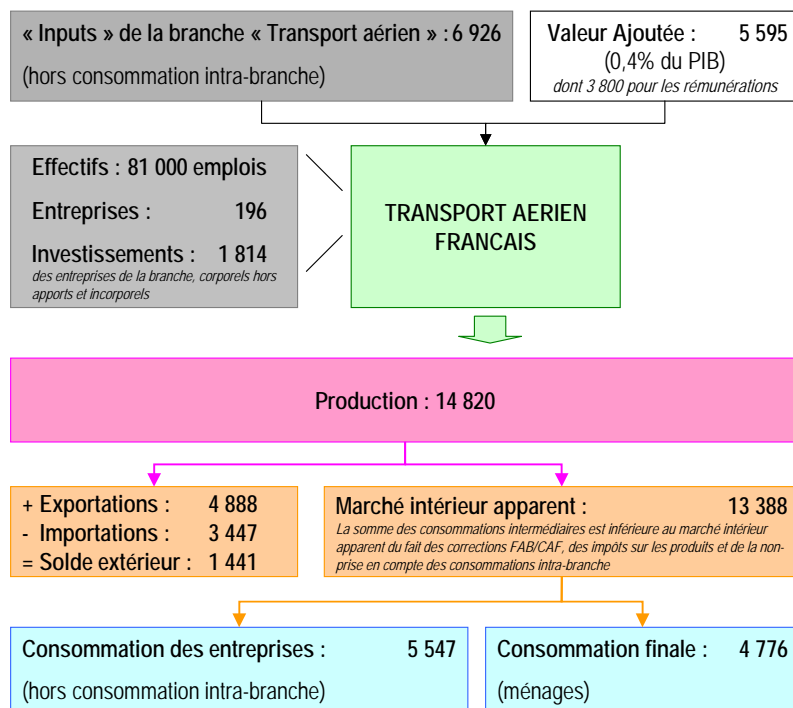 « Inputs » de la branche « Transport aérien » : 6 926
(hors consommation intra-branche)
Valeur Ajoutée : 5 595
(0,4% du PIB)
dont 3 800 pour les rémunérations
Effectifs : 81 000 emplois
Entreprises : 196
Investissements : 1 814
des entreprises de la branche, corporels hors
apports et incorporels
TRANSPORT AERIEN
FRANCAIS
Production : 14 820
+ Exportations : 4 888
- Importations : 3 447
= Solde extérieur : 1 441
Marché intérieur apparent : 13 388
La somme des consommations intermédiaires est inférieure au marché intérieur
apparent du fait des corrections FAB/CAF, des impôts sur les produits et de la non-
prise en compte des consommations intra-branche
Consommation des entreprises : 5 547
(hors consommation intra-branche)
Consommation finale : 4 776
(ménages)